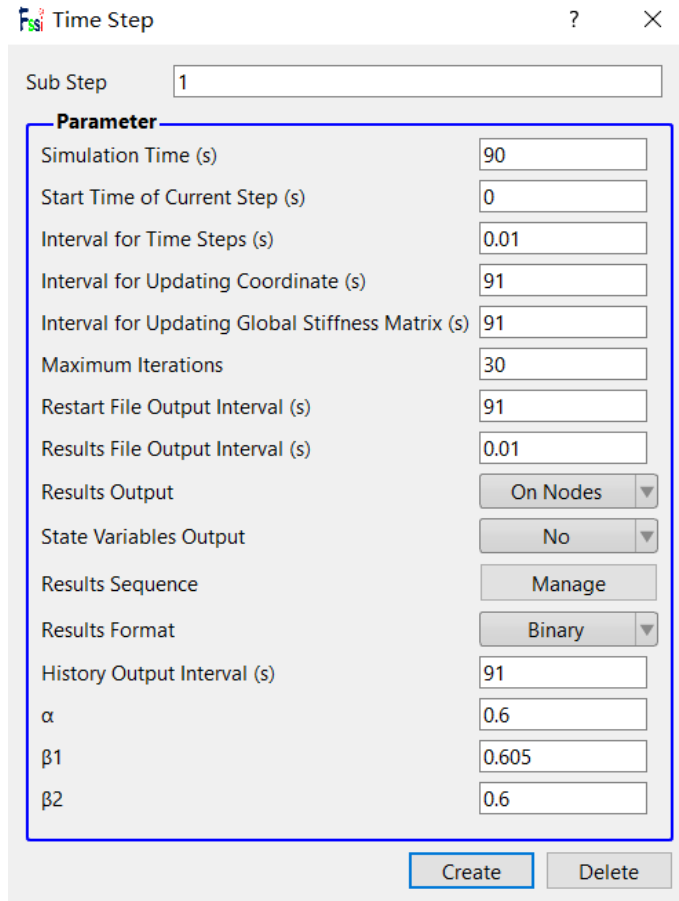 Fssi Time Step ? ×
Sub Step 1
Parameter
Simulation Time (s) 90
Start Time of Current Step (s) 0
Interval for Time Steps (s) 0.01
Interval for Updating Coordinate (s) 91
Interval for Updating Global Stiffness Matrix (s) 91
Maximum Iterations 30
Restart File Output Interval (s) 91
Results File Output Interval (s) 0.01
Results Output On Nodes
State Variables Output No
Results Sequence Manage
Results Format Binary
History Output Interval (s) 91
α 0.6
β1 0.605
β2 0.6
Create Delete